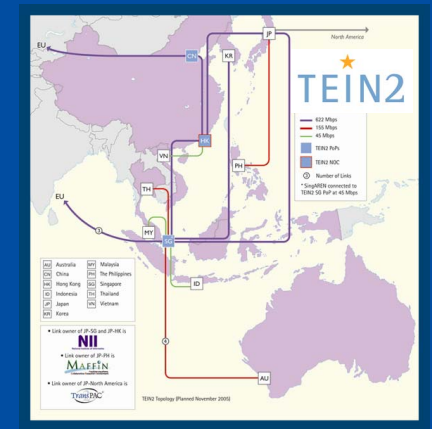 EU
North America
CN
KR
JP
TEIN2
622 Mbps
155 Mbps
45 Mbps
TEIN2 PoPs
TEIN2 NOC
Number of Links
* SingAREN connected to
TEIN2 SG PoP at 45 Mbps
HK
VN
PH
TH
EU
MY
SG
ID
AU
AU Australia
CN China
HK Hong Kong
ID Indonesia
JP Japan
KR Korea
MY Malaysia
PH The Philippines
SG Singapore
TH Thailand
VN Vietnam
• Link owner of JP-SG and JP-HK is
NII
• Link owner of JP-PH is
MAFFIN
• Link owner of JP-North America is
TransPAC
TEIN2 Topology (Planned November 2005)